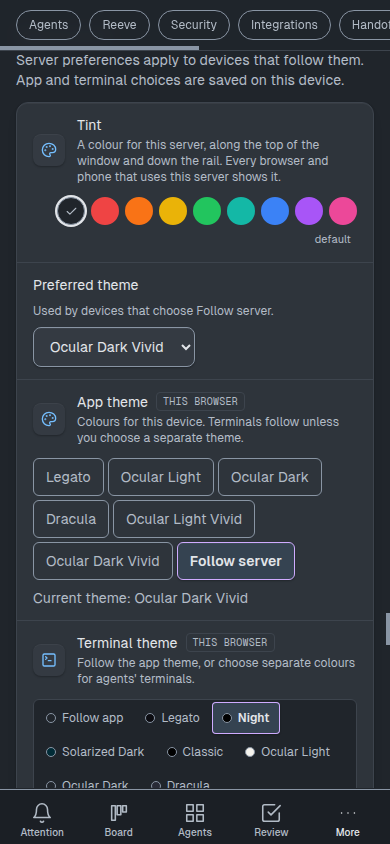 Agents Reeve Security Integrations Handof
Server preferences apply to devices that follow them.
App and terminal choices are saved on this device.
Tint
A colour for this server, along the top of the
window and down the rail. Every browser and
phone that uses this server shows it.
default
Preferred theme
Used by devices that choose Follow server.
Ocular Dark Vivid
App theme THIS BROWSER
Colours for this device. Terminals follow unless
you choose a separate theme.
Legato Ocular Light Ocular Dark
Dracula Ocular Light Vivid
Ocular Dark Vivid Follow server
Current theme: Ocular Dark Vivid
Terminal theme THIS BROWSER
Follow the app theme, or choose separate colours
for agents' terminals.
Follow app Legato Night
Solarized Dark Classic Ocular Light
Ocular Dark Dracula
Attention Board Agents Review More